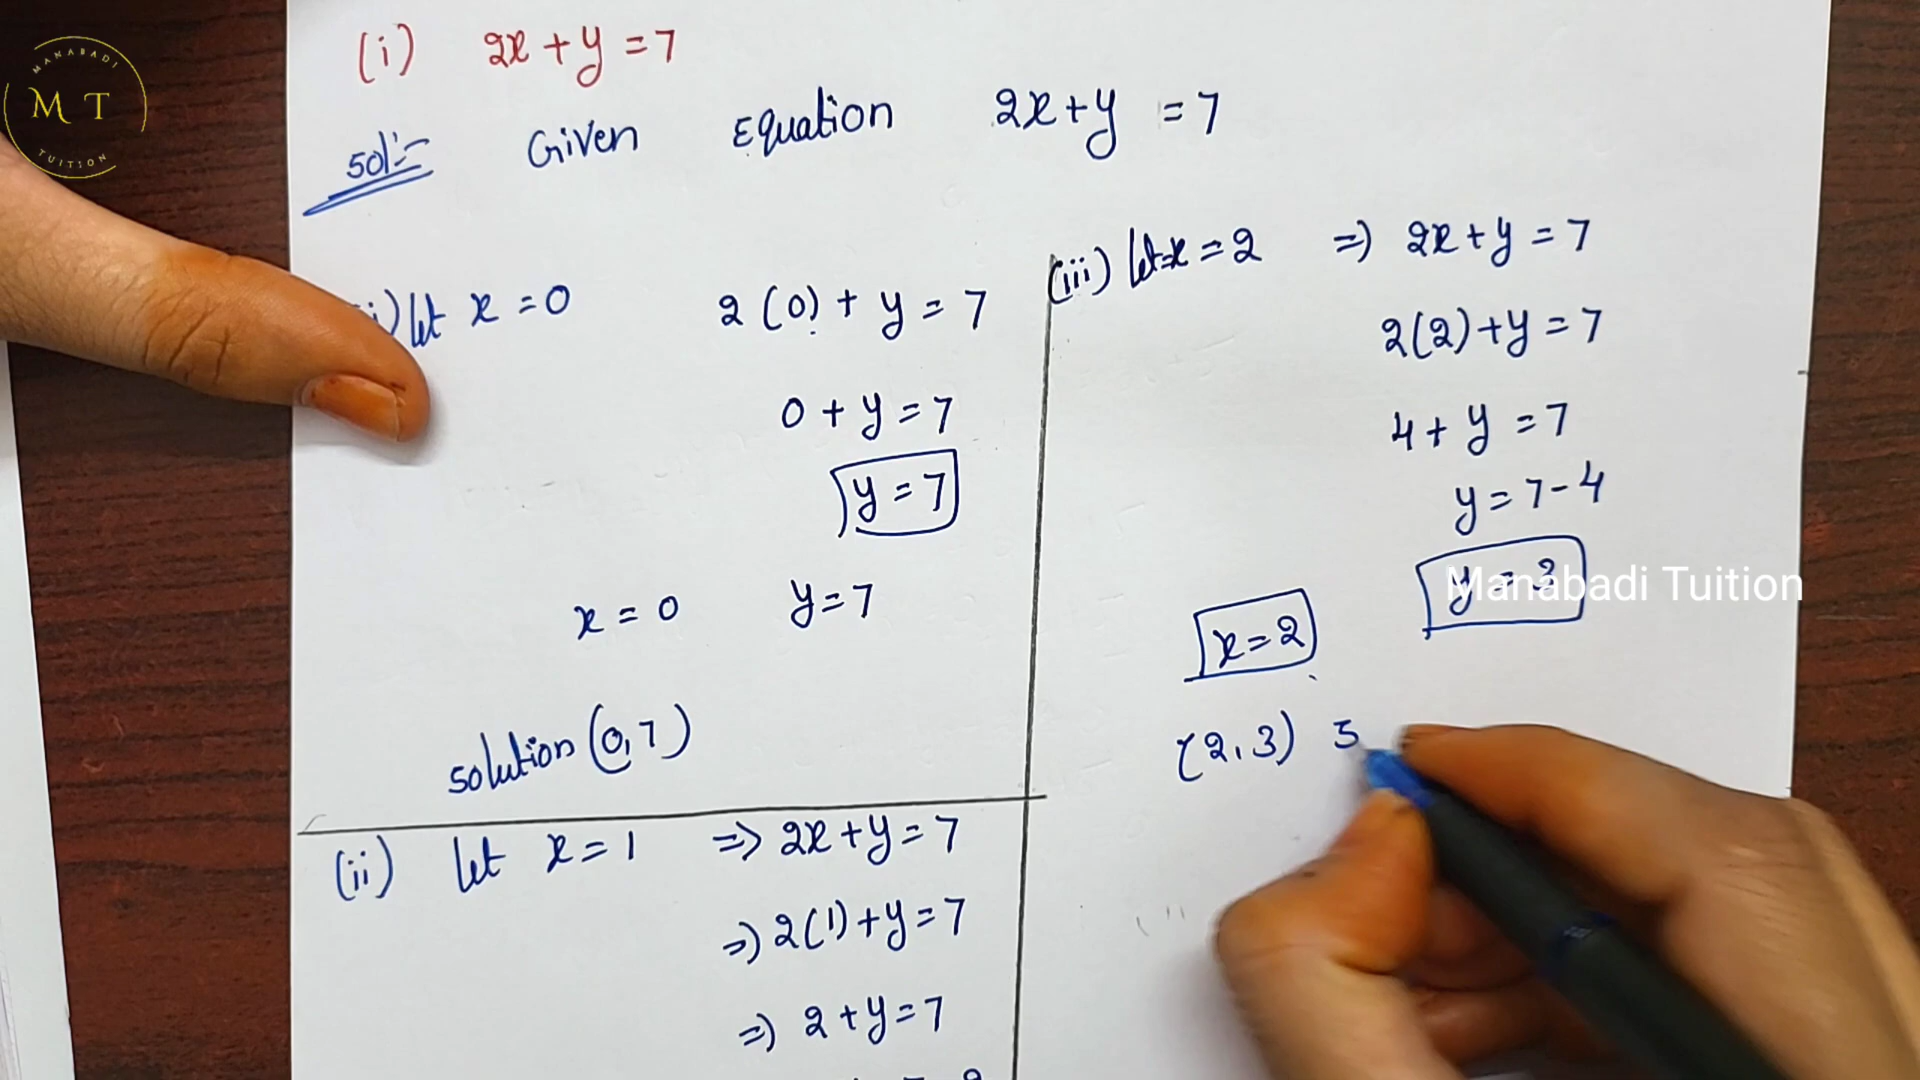 MANABADI
M T
TUITION
(i) 2x + y = 7
Sol:- Given Equation 2x + y = 7
i) let x = 0 2 (0) + y = 7
0 + y = 7
y = 7
x = 0 y = 7
solution (0, 7)
(ii) let x = 1 => 2x + y = 7
=) 2(1) + y = 7
=) 2 + y = 7
(iii) let x = 2 =) 2x + y = 7
2(2) + y = 7
4 + y = 7
y = 7 - 4
y = 3
Manabadi Tuition
x = 2
(2, 3)